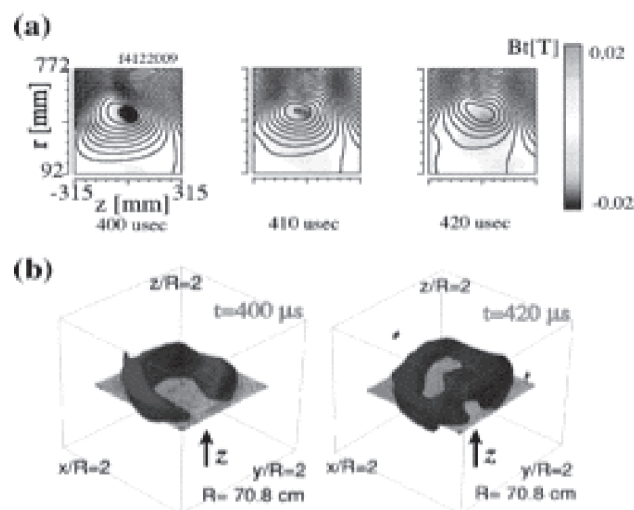 (a)
772
f4122009
Bt[T]
0.02
r [mm]
92
-315
315
z [mm]
-0.02
400 usec
410 usec
420 usec
(b)
z/R=2
t=400 μs
z/R=2
t=420 μs
x/R=2
z
y/R=2
R= 70.8 cm
x/R=2
z
y/R=2
R= 70.8 cm